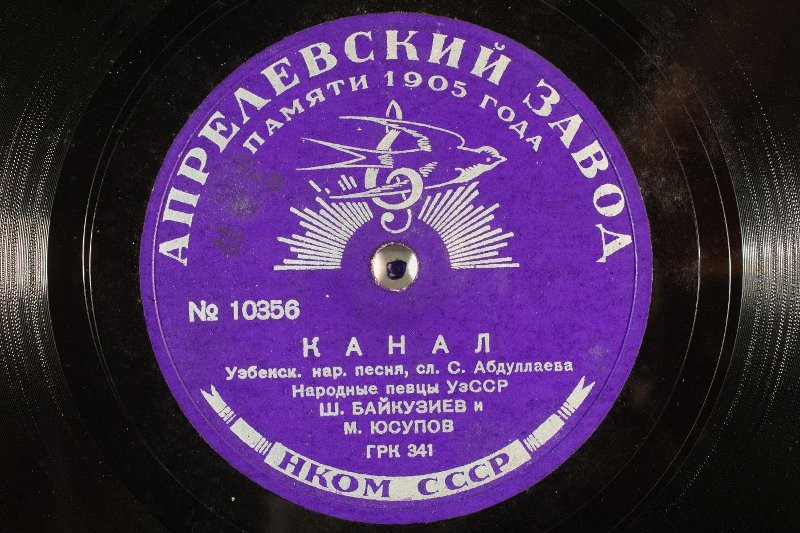 АПРЕЛЕВСКИЙ ЗАВОД
ПАМЯТИ 1905 ГОДА
№ 10356
КАНАЛ
Узбекск. нар. песня, сл. С. Абдуллаева
Народные певцы УзССР
Ш. БАЙКУЗИЕВ и
М. ЮСУПОВ
ГРК 341
НКОМ СССР